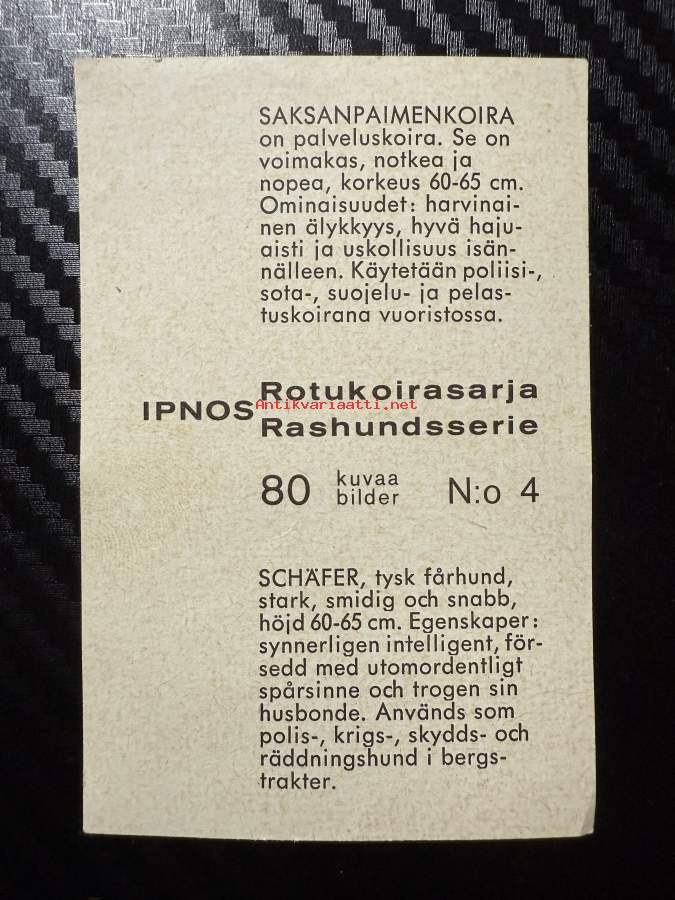 SAKSANPAIMENKOIRA
on palveluskoira. Se on
voimakas, notkea ja
nopea, korkeus 60-65 cm.
Ominaisuudet: harvinai-
nen älykkyys, hyvä haju-
aisti ja uskollisuus isän-
nälleen. Käytetään poliisi-,
sota-, suojelu- ja pelas-
tuskoirana vuoristossa.
IPNOS Rotukoirasarja
Antikvariaatti.net
Rashundsserie
80 kuvaa
bilder N:o 4
SCHÄFER, tysk fårhund,
stark, smidig och snabb,
höjd 60-65 cm. Egenskaper:
synnerligen intelligent, för-
sedd med utomordentligt
spårsinne och trogen sin
husbonde. Används som
polis-, krigs-, skydds- och
räddningshund i bergs-
trakter.